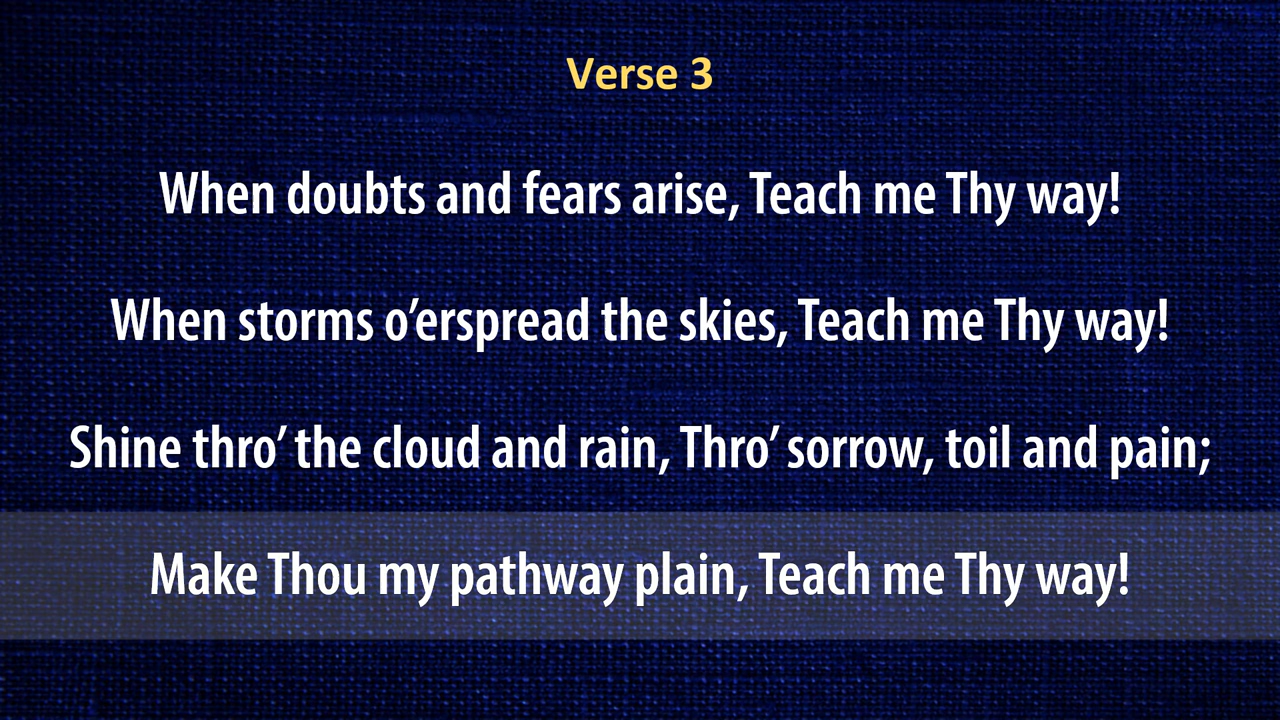 Verse 3
When doubts and fears arise, Teach me Thy way!
When storms o’erspread the skies, Teach me Thy way!
Shine thro’ the cloud and rain, Thro’ sorrow, toil and pain;
Make Thou my pathway plain, Teach me Thy way!